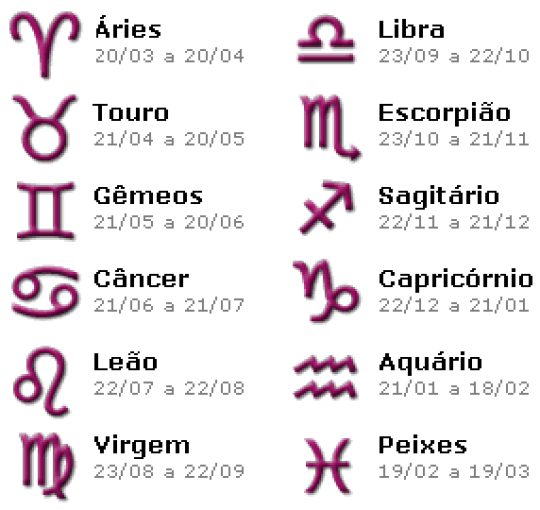 Áries
20/03 a 20/04
Touro
21/04 a 20/05
Gêmeos
21/05 a 20/06
Câncer
21/06 a 21/07
Leão
22/07 a 22/08
Virgem
23/08 a 22/09
Libra
23/09 a 22/10
Escorpião
23/10 a 21/11
Sagitário
22/11 a 21/12
Capricórnio
22/12 a 21/01
Aquário
21/01 a 18/02
Peixes
19/02 a 19/03